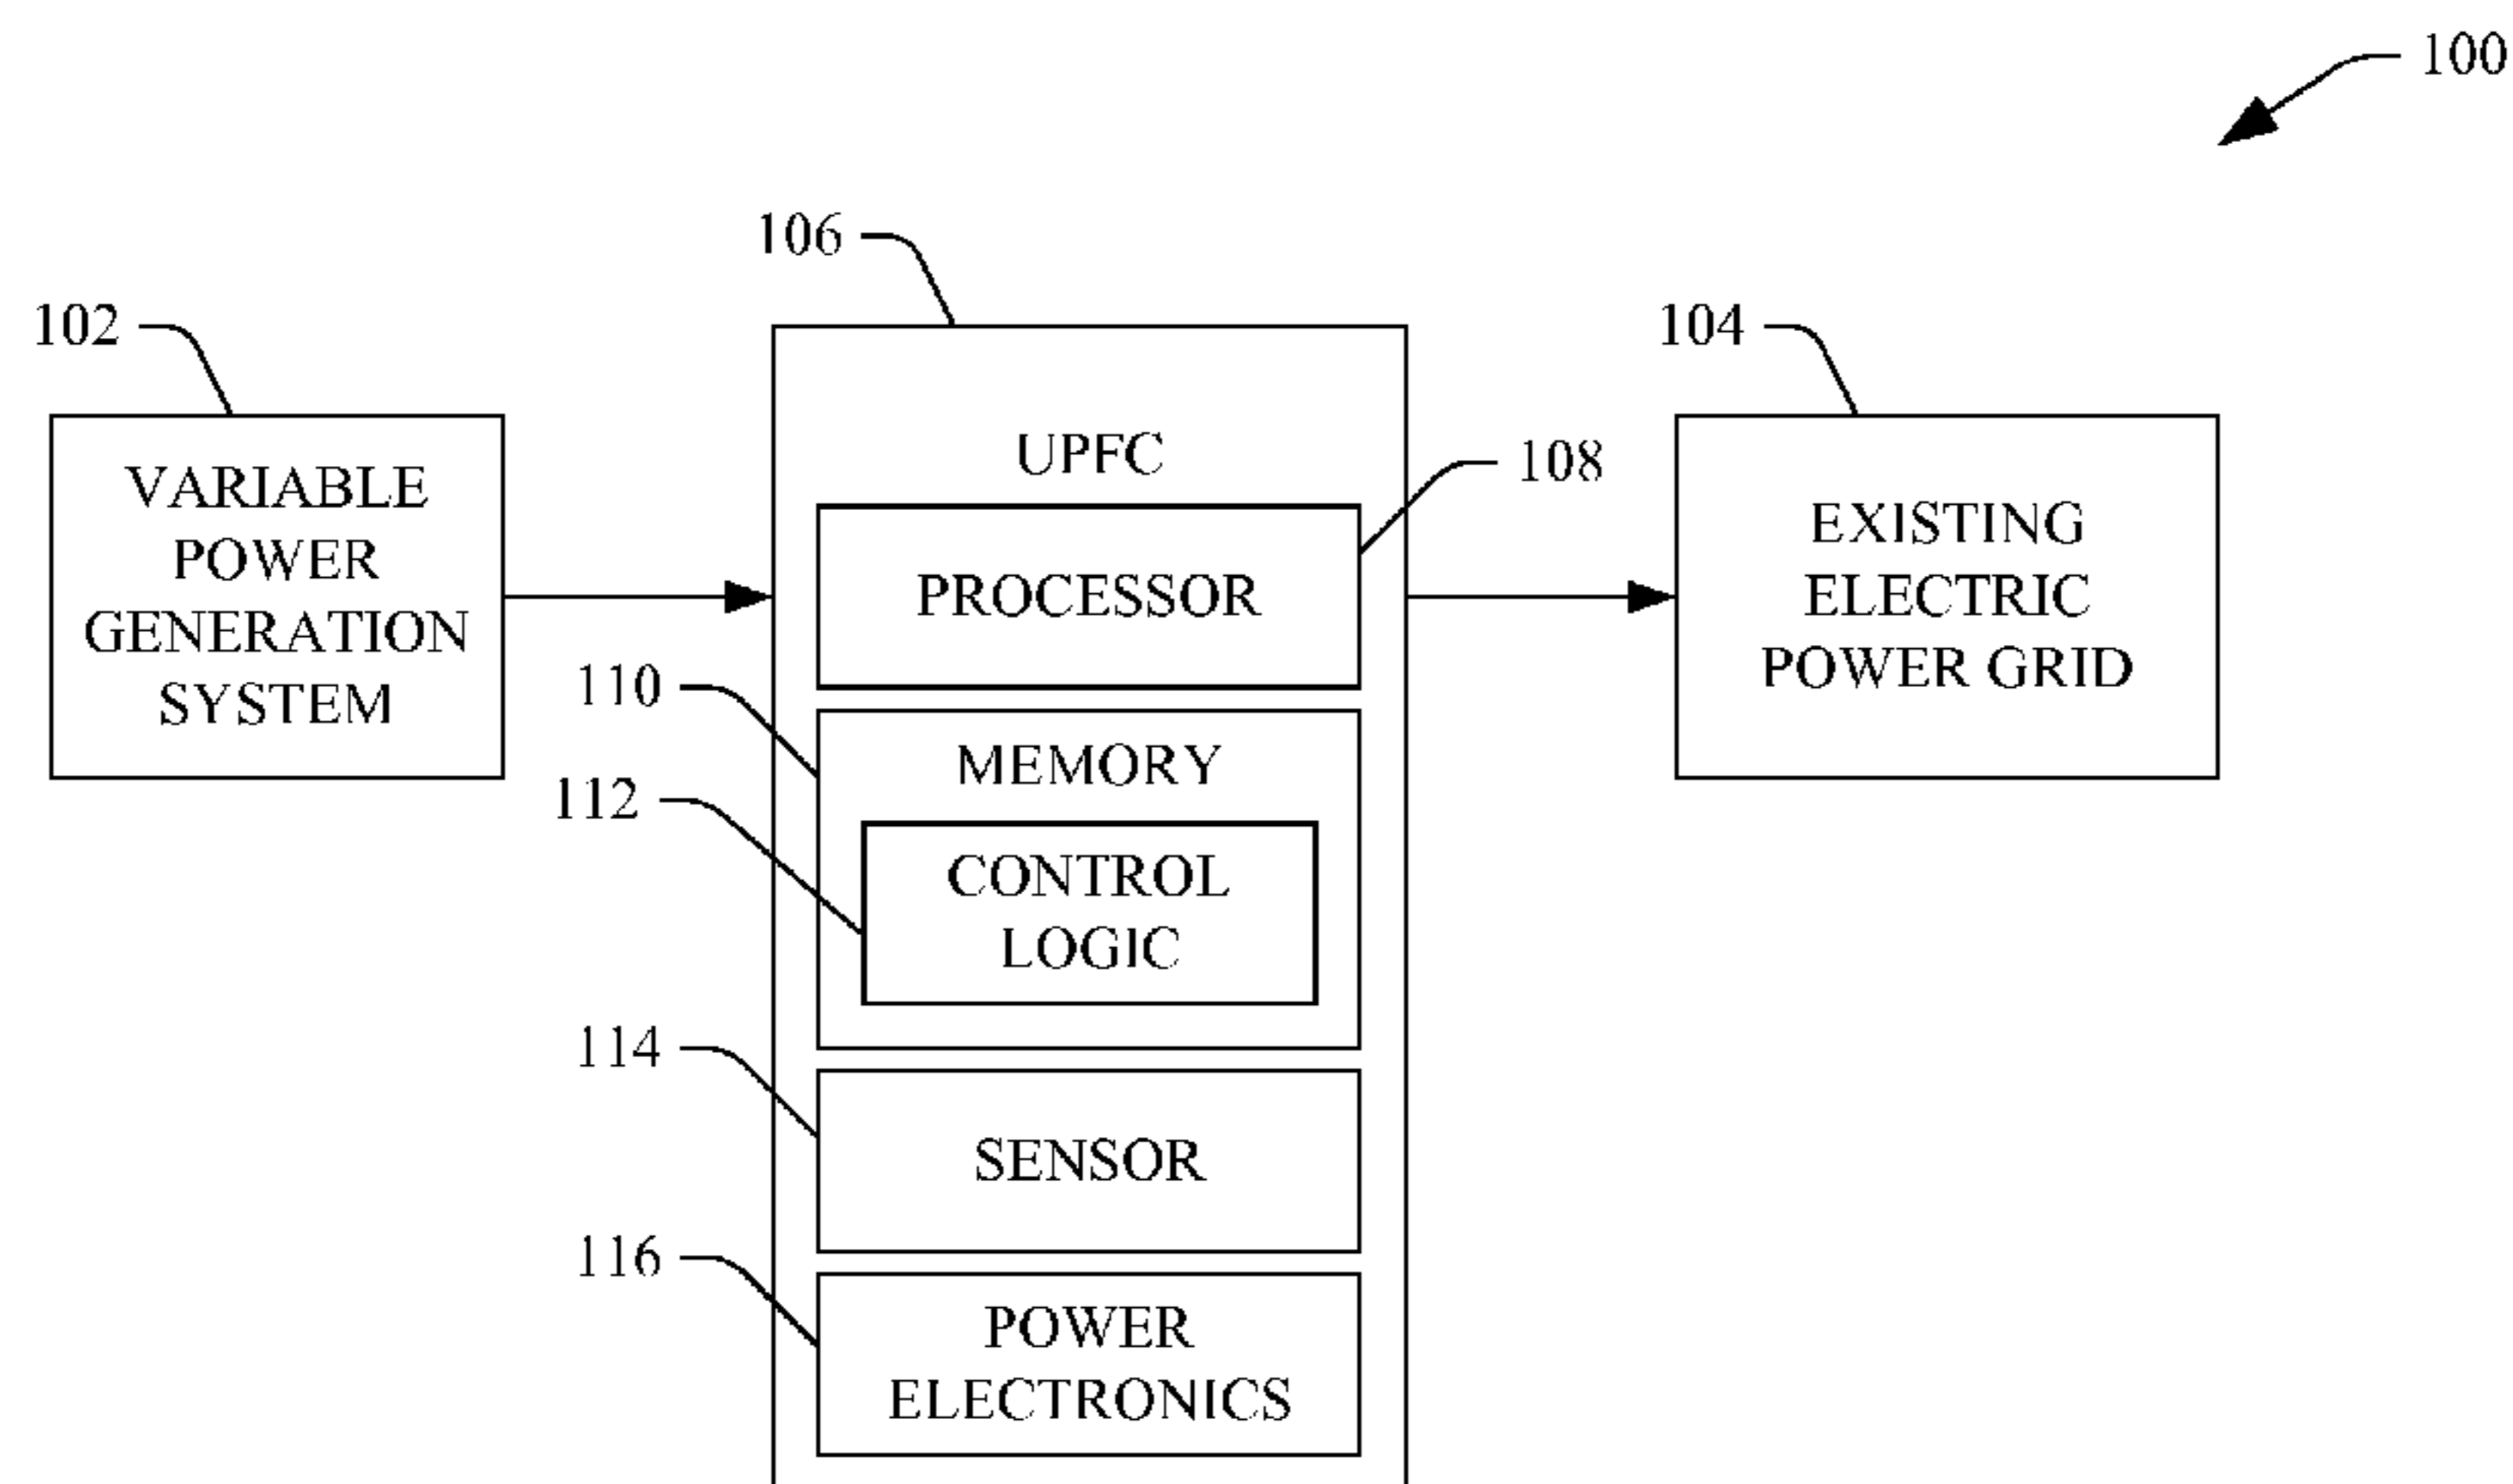 100
106
102
104
UPFC
108
VARIABLE
POWER
GENERATION
SYSTEM
PROCESSOR
EXISTING
ELECTRIC
POWER GRID
110
MEMORY
112
CONTROL
LOGIC
114
SENSOR
116
POWER
ELECTRONICS